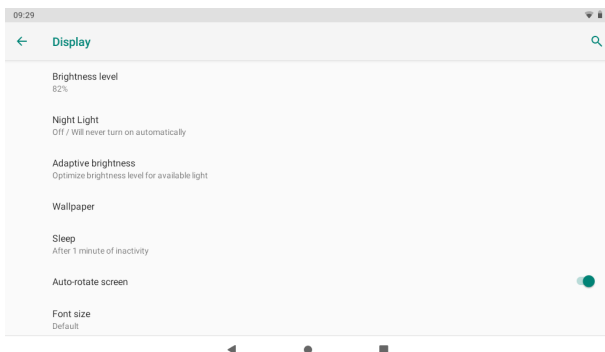 09:29
Display
Brightness level
82%
Night Light
Off / Will never turn on automatically
Adaptive brightness
Optimize brightness level for available light
Wallpaper
Sleep
After 1 minute of inactivity
Auto-rotate screen
Font size
Default